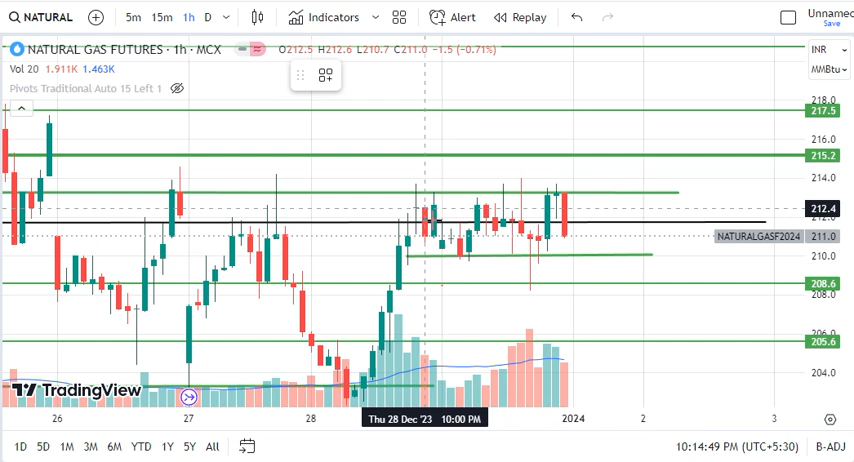 NATURAL 5m 15m 1h D Indicators Alert Replay Unnamed
Save
NATURAL GAS FUTURES · 1h · MCX O212.5 H212.6 L210.7 C211.0 −1.5 (−0.71%) INR
Vol 20 1.911K 1.463K MMBtu
Pivots Traditional Auto 15 Left 1
218.0
217.5
216.0
215.2
214.0
212.4
212.0
NATURALGASF2024 211.0
210.0
208.6
208.0
206.0
205.6
204.0
TradingView
26 27 28 Thu 28 Dec '23 10:00 PM 2024 2 3
1D 5D 1M 3M 6M YTD 1Y 5Y All 10:14:49 PM (UTC+5:30) B-ADJ